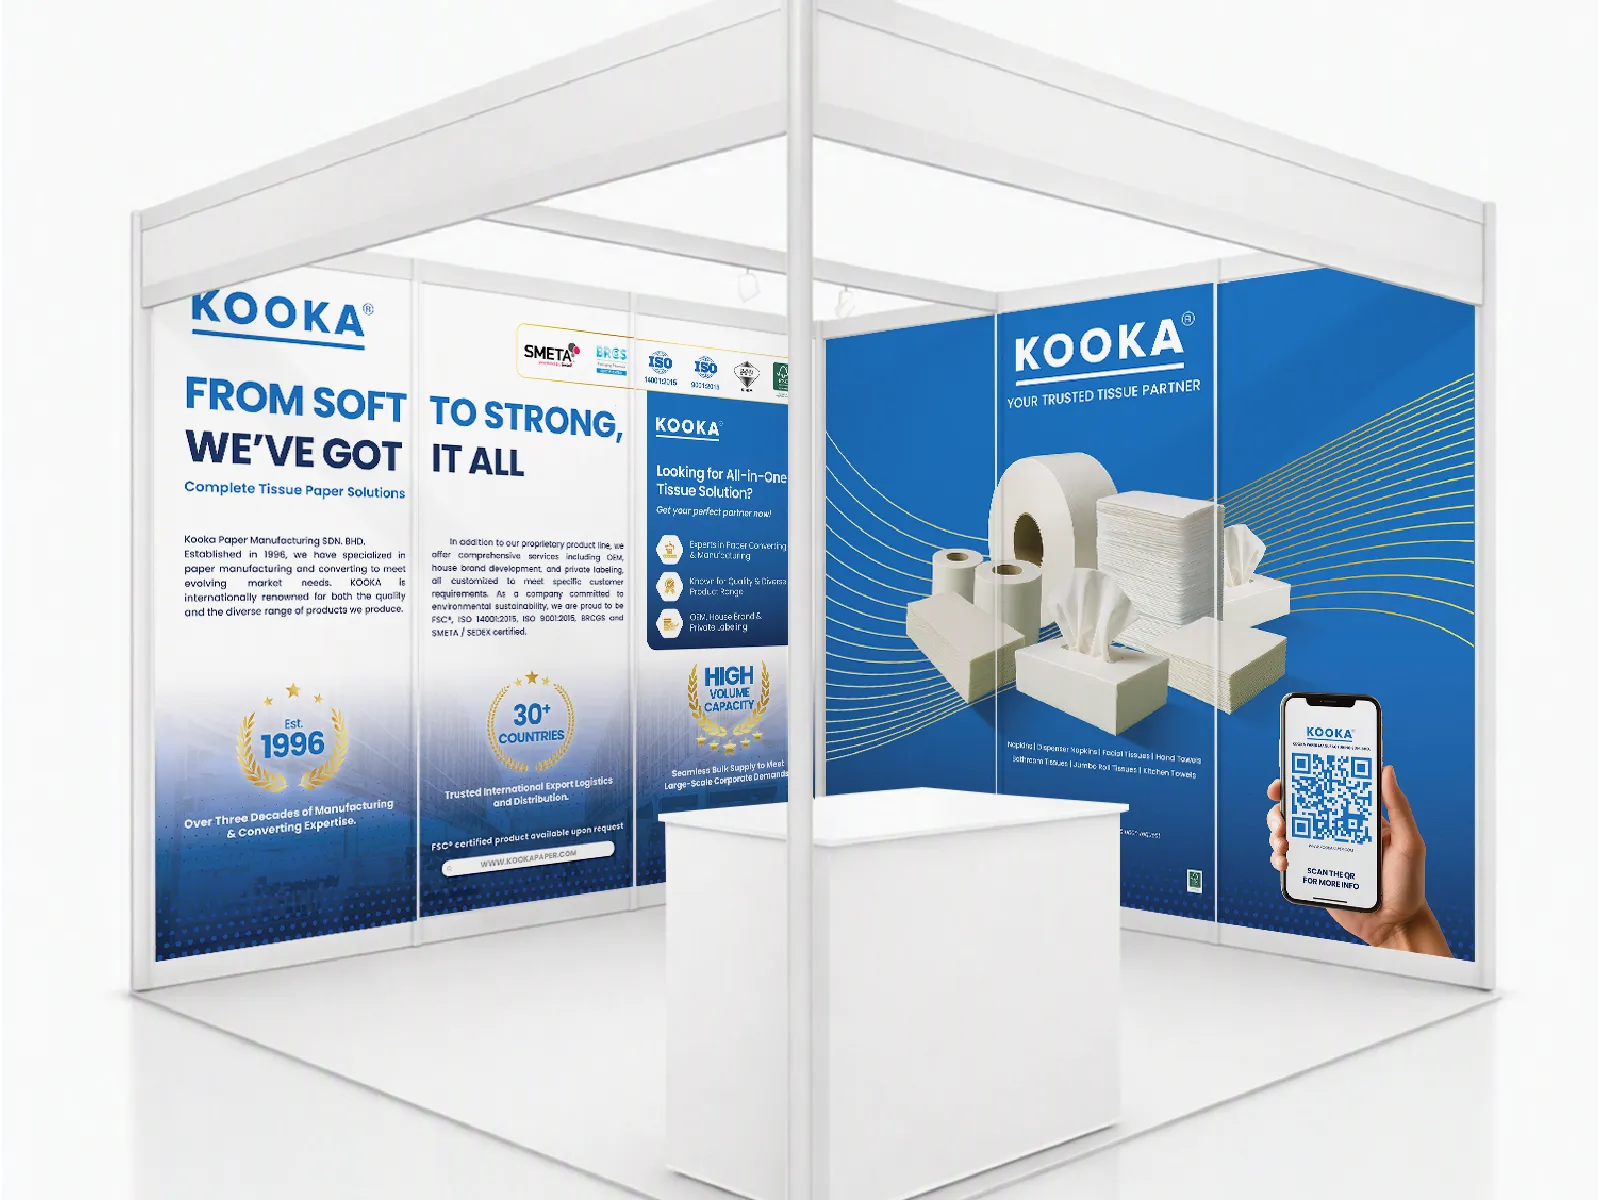 KOOKA®
FROM SOFT TO STRONG,
WE'VE GOT IT ALL
Complete Tissue Paper Solutions
Kooka Paper Manufacturing SDN. BHD.
Established in 1996, we have specialized in
paper manufacturing and converting to meet
evolving market needs. KOOKA is
internationally renowned for both the quality
and the diverse range of products we produce.
In addition to our proprietary product line, we
offer comprehensive services including OEM,
house brand development, and private labeling,
all customized to meet specific customer
requirements. As a company committed to
environmental sustainability, we are proud to be
FSC®, ISO 14001:2015, ISO 9001:2015, BRCGS and
SMETA / SEDEX certified.
Est.
1996
Over Three Decades of Manufacturing
& Converting Expertise.
30+
COUNTRIES
Trusted International Export Logistics
and Distribution.
FSC® certified product available upon request
WWW.KOOKAPAPER.COM
SMETA
BRCGS
ISO
14001:2015
ISO
9001:2015
KOOKA®
Looking for All-in-One
Tissue Solution?
Get your perfect partner now!
Experts in Paper Converting
& Manufacturing
Known for Quality & Diverse
Product Range
OEM, House Brand &
Private Labeling
HIGH
VOLUME
CAPACITY
Seamless Bulk Supply to Meet
Large-Scale Corporate Demands
KOOKA®
YOUR TRUSTED TISSUE PARTNER
Napkins | Dispenser Napkins | Facial Tissues | Hand Towels
Bathroom Tissues | Jumbo Roll Tissues | Kitchen Towels
KOOKA®
SCAN THE QR
FOR MORE INFO